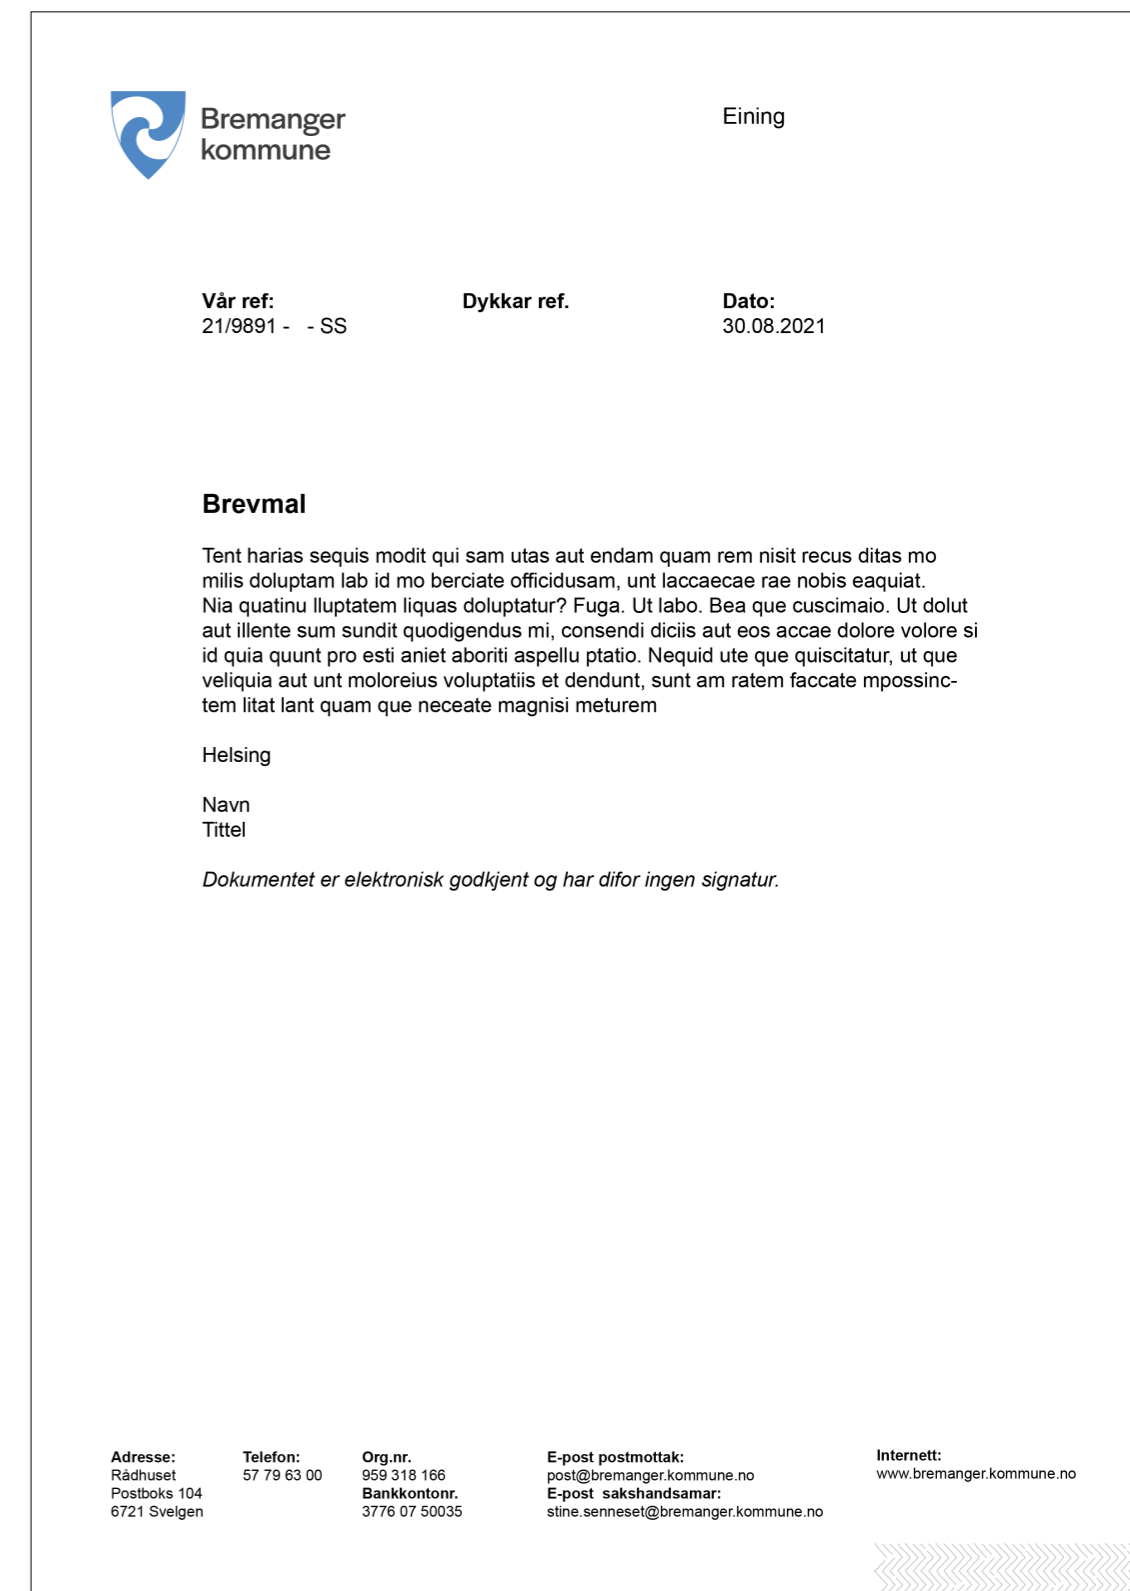 Bremanger
kommune
Eining
Vår ref:
21/9891 -   - SS
Dykkar ref.
Dato:
30.08.2021
Brevmal
Tent harias sequis modit qui sam utas aut endam quam rem nisit recus ditas mo
milis doluptam lab id mo berciate officidusam, unt laccaecae rae nobis eaquiat.
Nia quatinu lluptatem liquas doluptatur? Fuga. Ut labo. Bea que cuscimaio. Ut dolut
aut illente sum sundit quodigendus mi, consendi diciis aut eos accae dolore volore si
id quia quunt pro esti aniet aboriti aspellu ptatio. Nequid ute que quiscitatur, ut que
veliquia aut unt moloreius voluptatiis et dendunt, sunt am ratem faccate mpossinc-
tem litat lant quam que neceate magnisi meturem
Helsing
Navn
Tittel
Dokumentet er elektronisk godkjent og har difor ingen signatur.
Adresse:
Rådhuset
Postboks 104
6721 Svelgen
Telefon:
57 79 63 00
Org.nr.
959 318 166
Bankkontonr.
3776 07 50035
E-post postmottak:
post@bremanger.kommune.no
E-post  sakshandsamar:
stine.senneset@bremanger.kommune.no
Internett:
www.bremanger.kommune.no